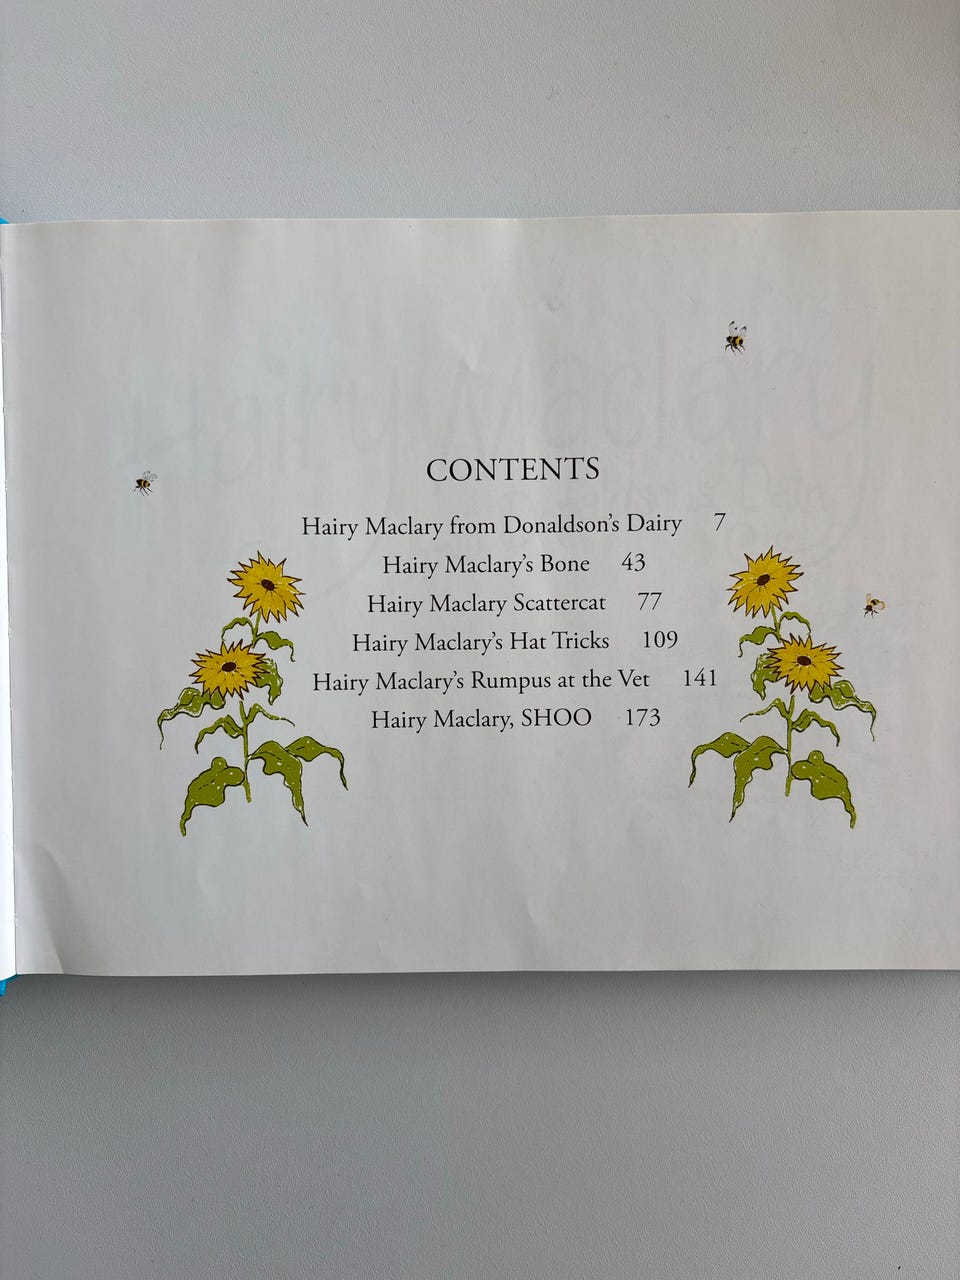 CONTENTS
Hairy Maclary from Donaldson’s Dairy 7
Hairy Maclary’s Bone 43
Hairy Maclary Scattercat 77
Hairy Maclary’s Hat Tricks 109
Hairy Maclary’s Rumpus at the Vet 141
Hairy Maclary, SHOO 173